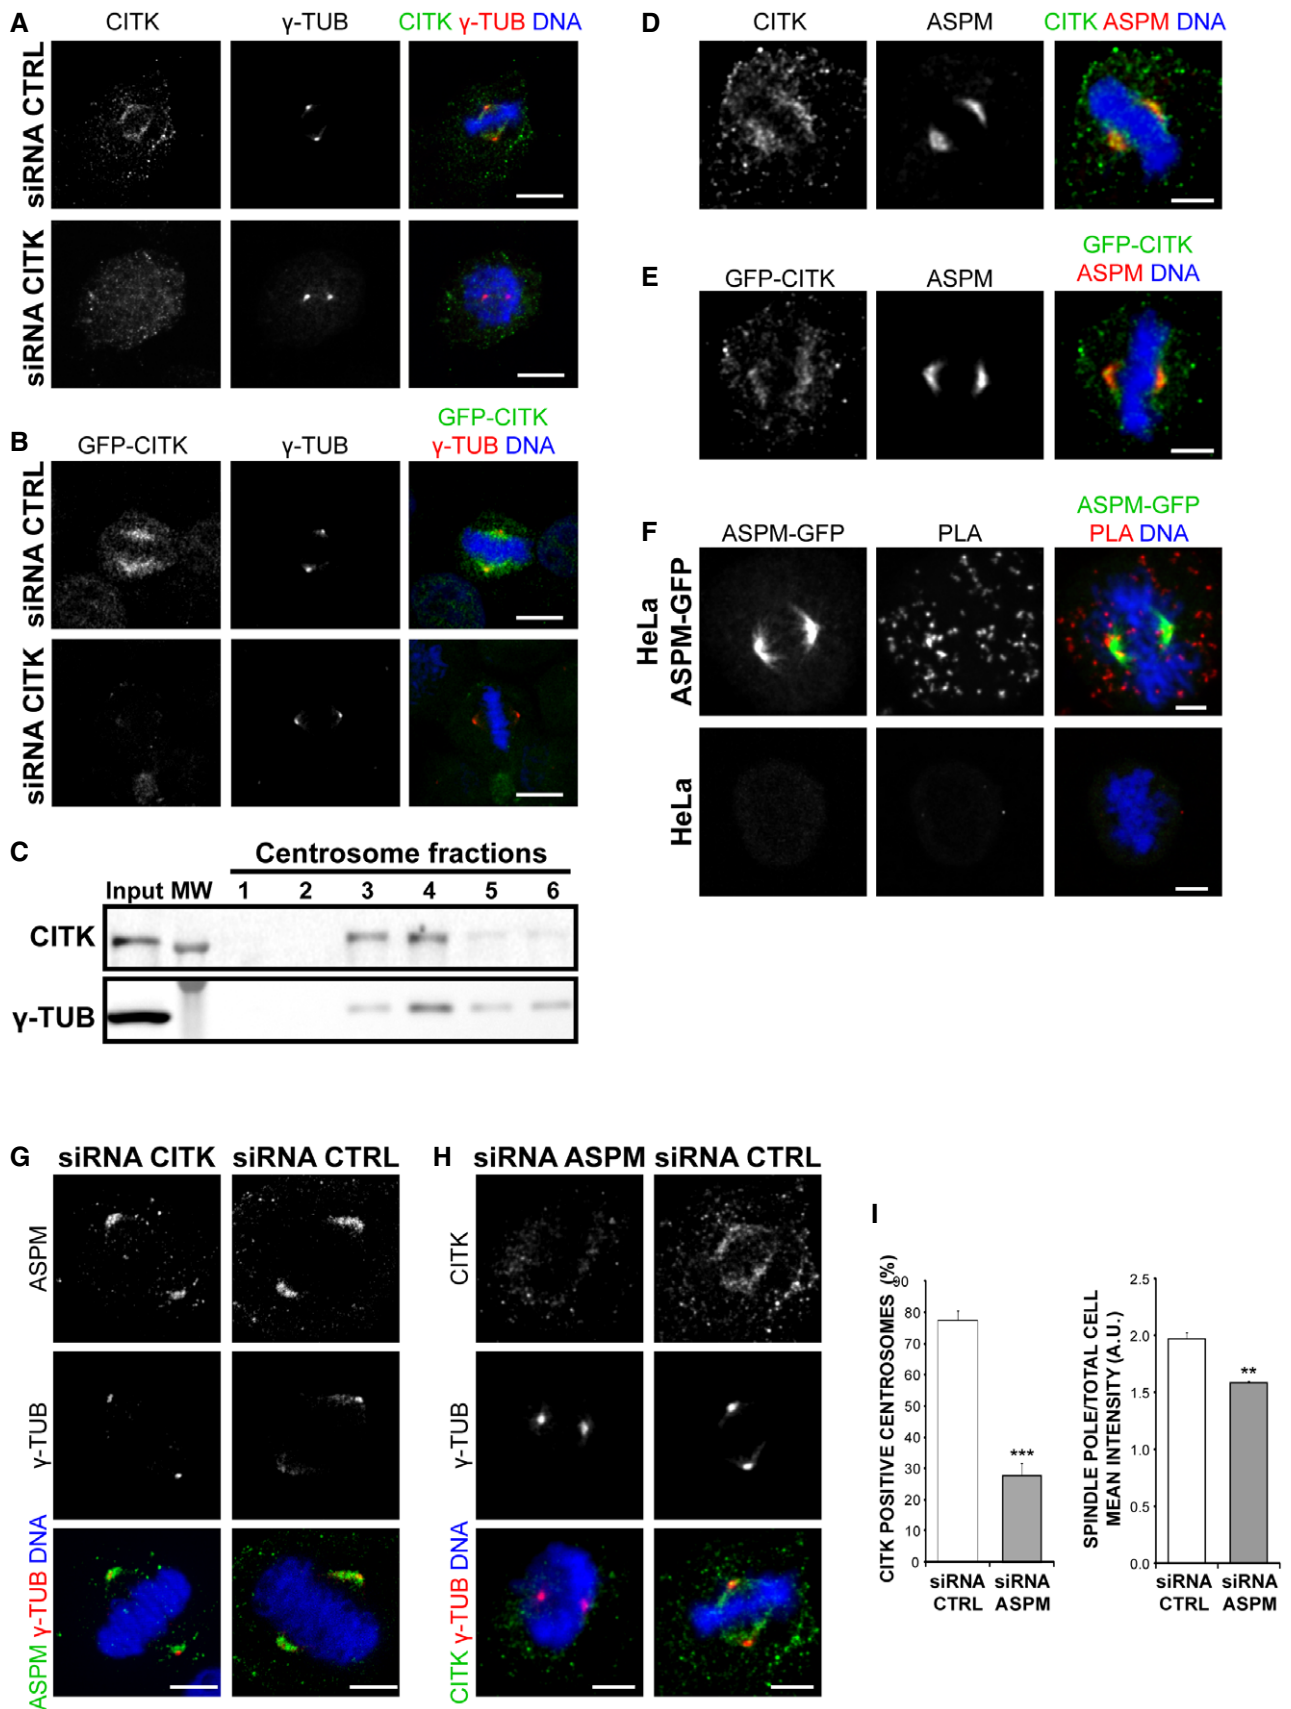 A
CITK
γ-TUB
CITK γ-TUB DNA
siRNA CTRL
siRNA CITK
B
GFP-CITK
γ-TUB
GFP-CITK
γ-TUB DNA
siRNA CTRL
siRNA CITK
C
Centrosome fractions
Input MW 1 2 3 4 5 6
CITK
γ-TUB
D
CITK
ASPM
CITK ASPM DNA
E
GFP-CITK
ASPM
GFP-CITK
ASPM DNA
F
ASPM-GFP
PLA
ASPM-GFP
PLA DNA
HeLa
ASPM-GFP
HeLa
G
siRNA CITK
siRNA CTRL
ASPM
γ-TUB
ASPM γ-TUB DNA
H
siRNA ASPM
siRNA CTRL
CITK
γ-TUB
CITK γ-TUB DNA
I
CITK POSITIVE CENTROSOMES (%)
90
80
70
60
50
40
30
20
10
0
***
siRNA
CTRL
siRNA
ASPM
SPINDLE POLE/TOTAL CELL
MEAN INTENSITY (A.U.)
2.5
2.0
1.5
1.0
0.5
0.0
**
siRNA
CTRL
siRNA
ASPM